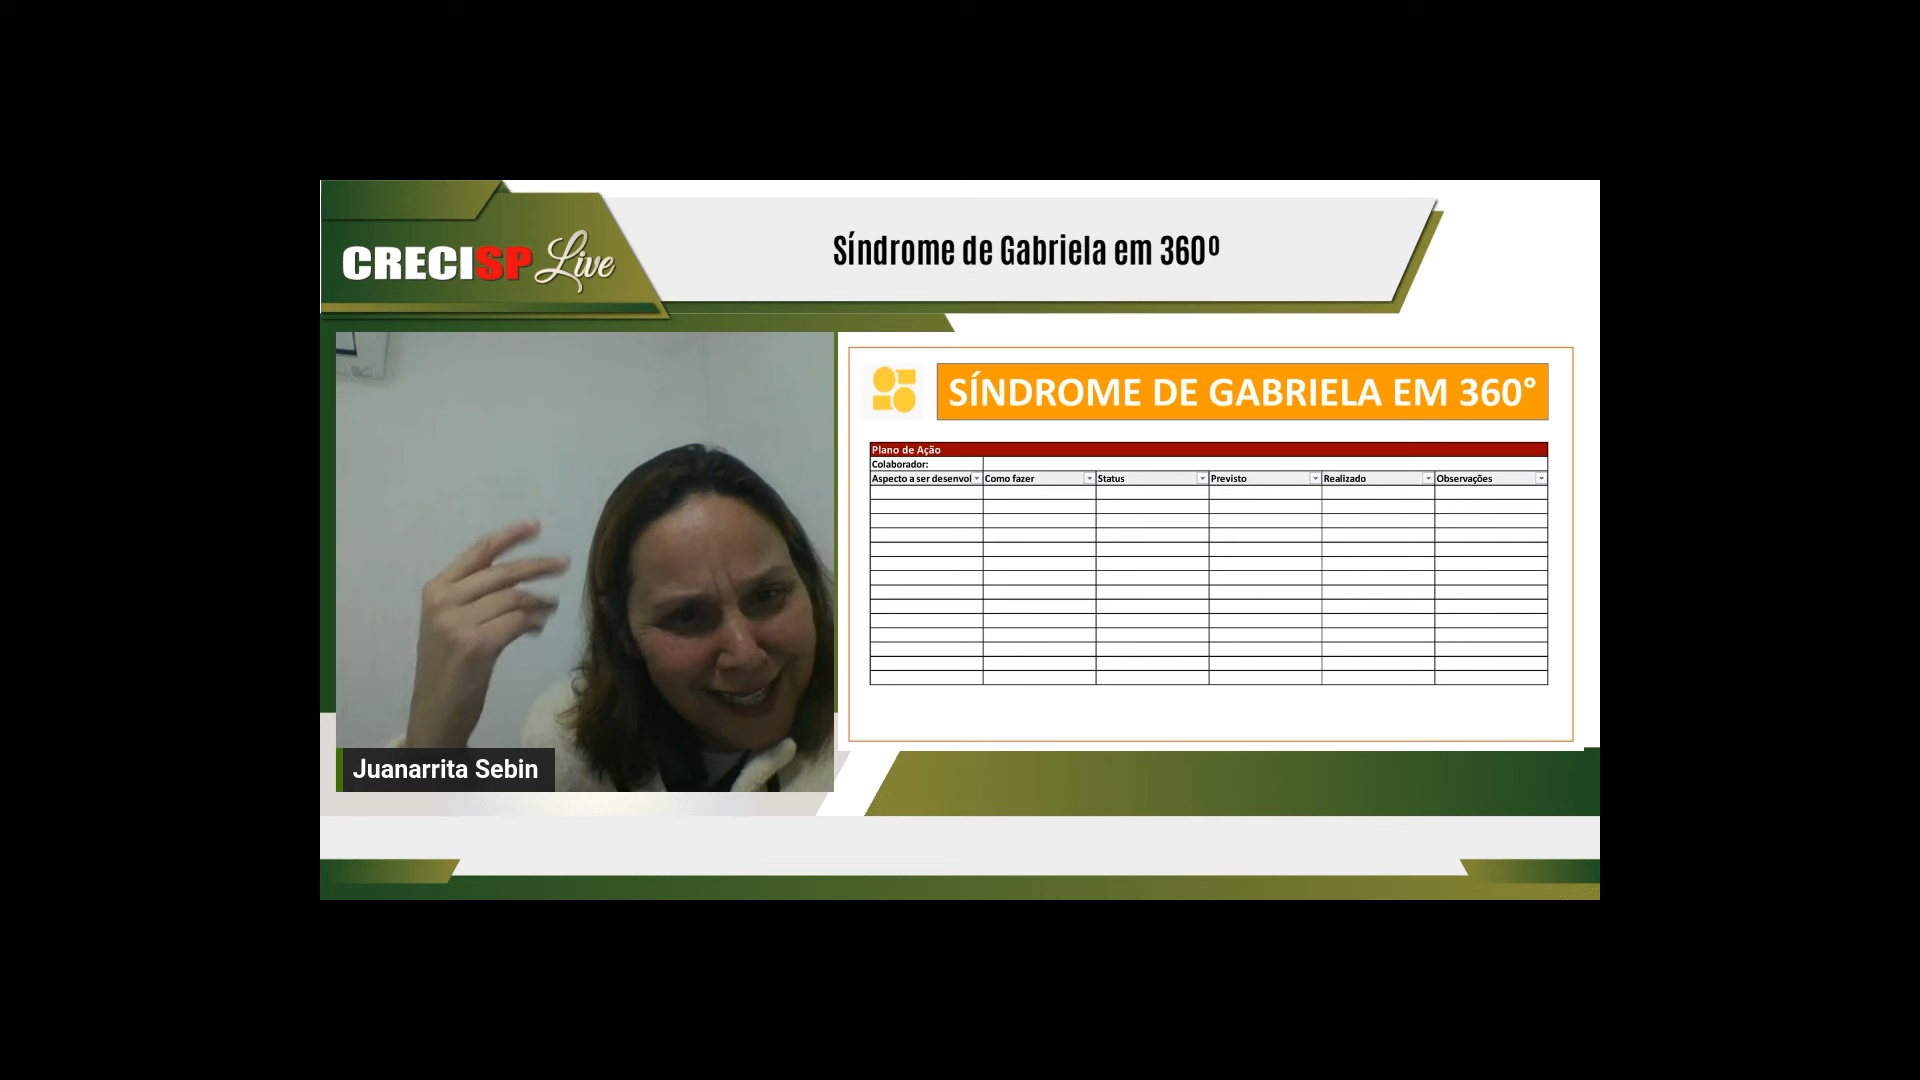 CRECISP Live
Síndrome de Gabriela em 360º
SÍNDROME DE GABRIELA EM 360°
Plano de Ação
Colaborador:
Aspecto a ser desenvol Como fazer Status Previsto Realizado Observações
Juanarrita Sebin